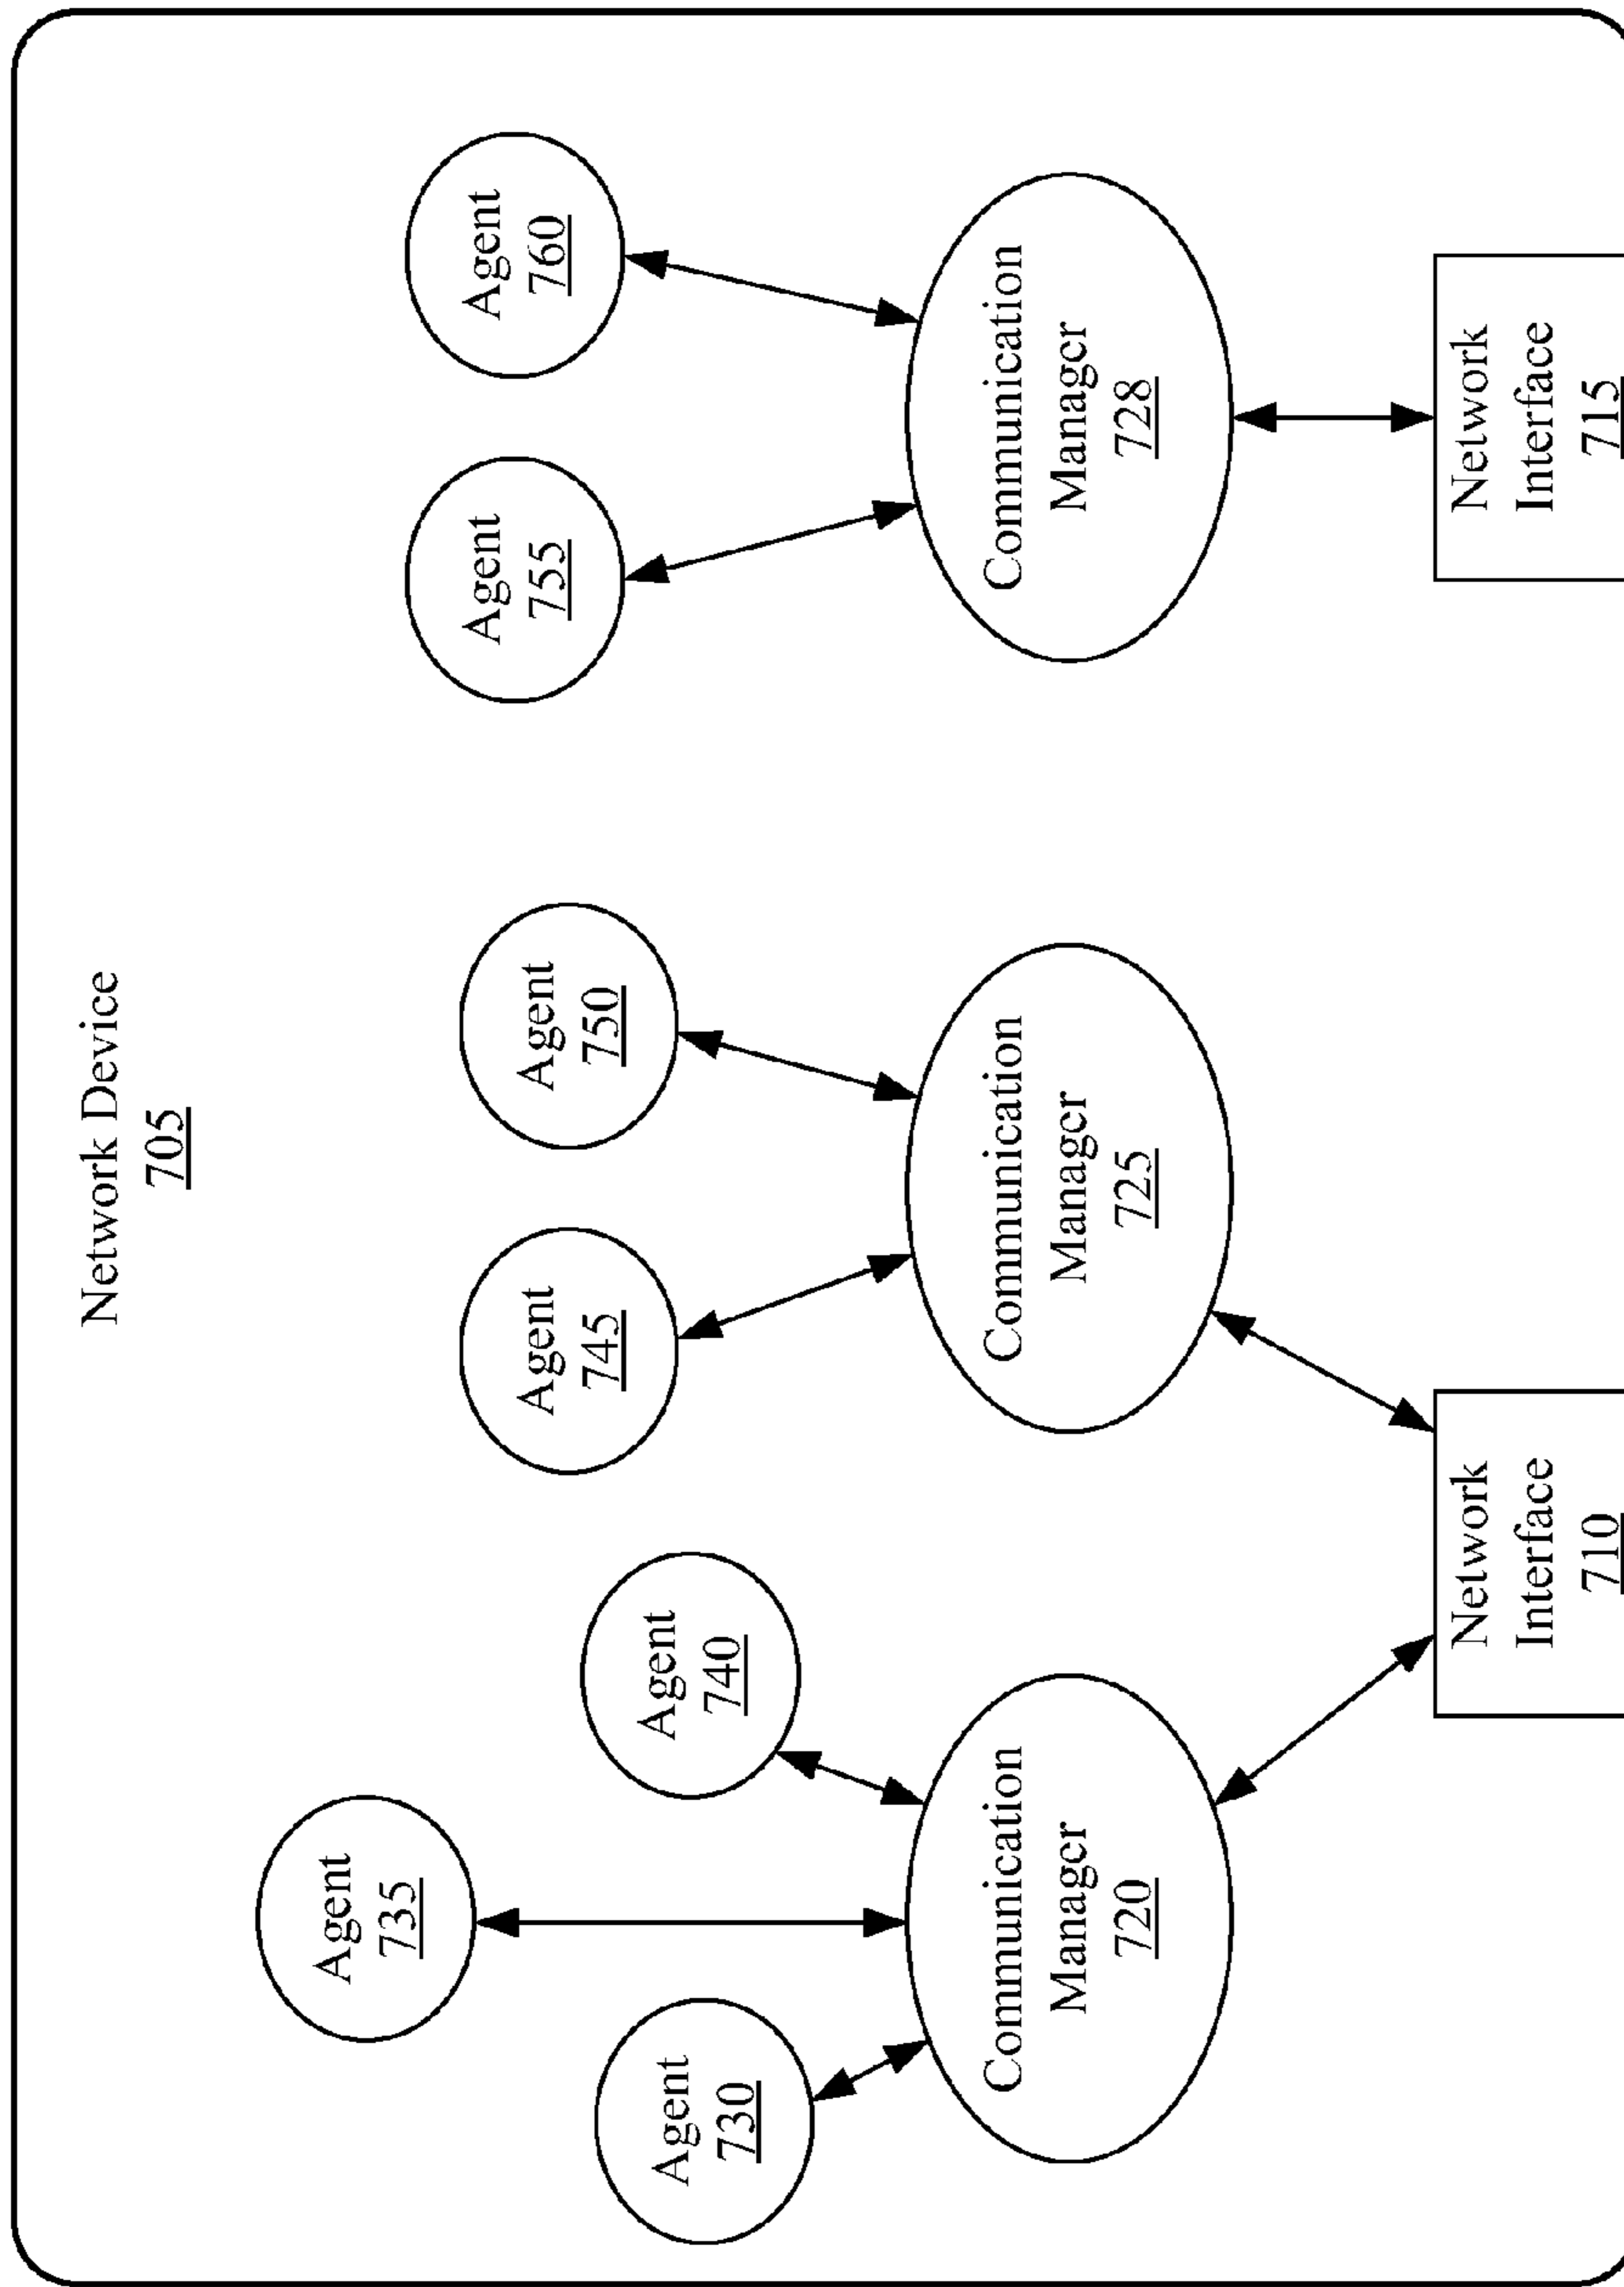 Network Device
705
Agent
735
Agent
730
Agent
740
Agent
745
Agent
750
Agent
755
Agent
760
Communication
Manager
720
Communication
Manager
725
Communication
Manager
728
Network
Interface
710
Network
Interface
715